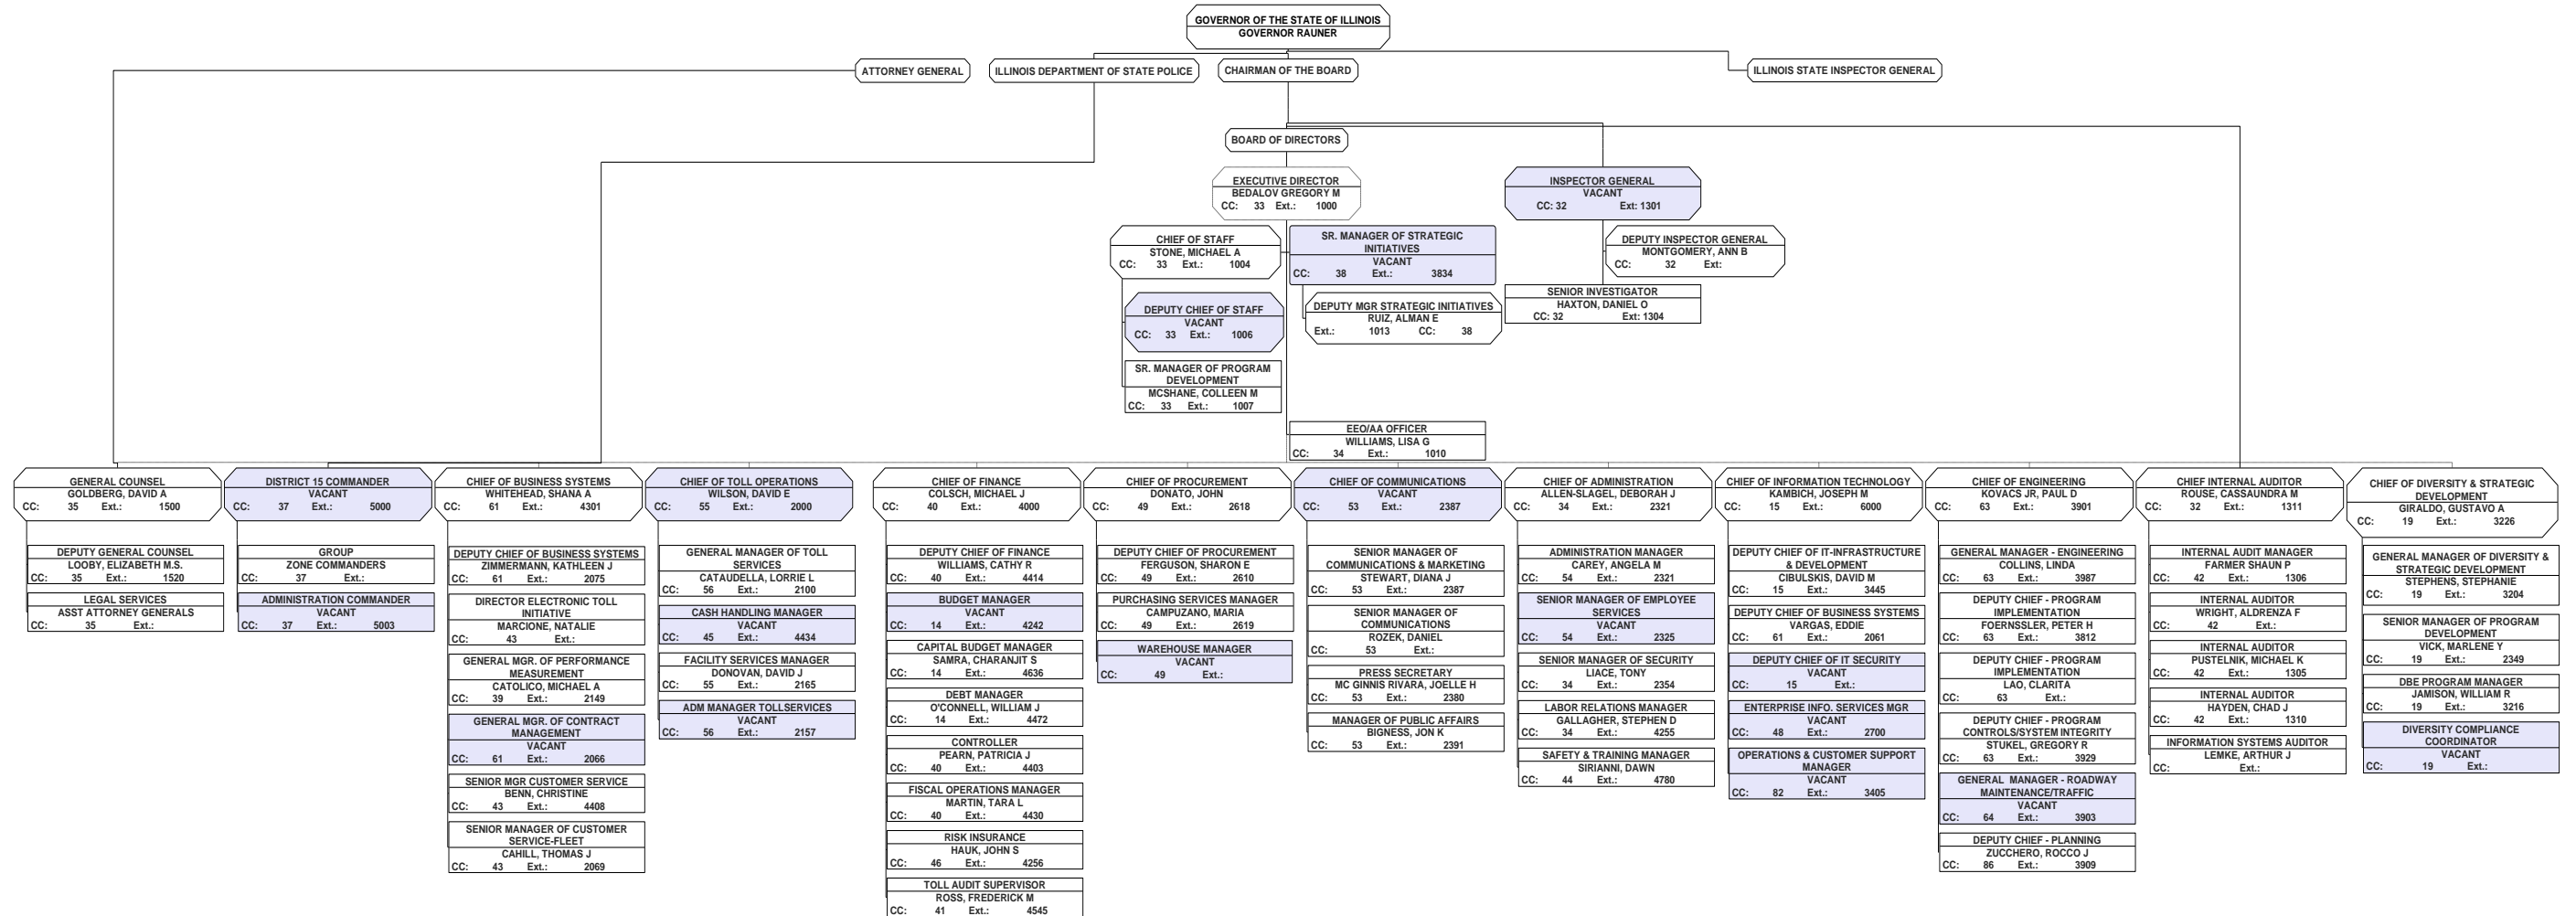 GOVERNOR OF THE STATE OF ILLINOIS
GOVERNOR RAUNER
ATTORNEY GENERAL
ILLINOIS DEPARTMENT OF STATE POLICE
CHAIRMAN OF THE BOARD
ILLINOIS STATE INSPECTOR GENERAL
BOARD OF DIRECTORS
EXECUTIVE DIRECTOR
BEDALOV GREGORY M
CC: 33 Ext.: 1000
INSPECTOR GENERAL
VACANT
CC: 32 Ext: 1301
CHIEF OF STAFF
STONE, MICHAEL A
CC: 33 Ext.: 1004
SR. MANAGER OF STRATEGIC
INITIATIVES
VACANT
CC: 38 Ext.: 3834
DEPUTY INSPECTOR GENERAL
MONTGOMERY, ANN B
CC: 32 Ext:
DEPUTY CHIEF OF STAFF
VACANT
CC: 33 Ext.: 1006
DEPUTY MGR STRATEGIC INITIATIVES
RUIZ, ALMAN E
Ext.: 1013 CC: 38
SENIOR INVESTIGATOR
HAXTON, DANIEL O
CC: 32 Ext: 1304
SR. MANAGER OF PROGRAM
DEVELOPMENT
MCSHANE, COLLEEN M
CC: 33 Ext.: 1007
EEO/AA OFFICER
WILLIAMS, LISA G
CC: 34 Ext.: 1010
GENERAL COUNSEL
GOLDBERG, DAVID A
CC: 35 Ext.: 1500
DEPUTY GENERAL COUNSEL
LOOBY, ELIZABETH M.S.
CC: 35 Ext.: 1520
LEGAL SERVICES
ASST ATTORNEY GENERALS
CC: 35 Ext.:
DISTRICT 15 COMMANDER
VACANT
CC: 37 Ext.: 5000
GROUP
ZONE COMMANDERS
CC: 37 Ext.:
ADMINISTRATION COMMANDER
VACANT
CC: 37 Ext.: 5003
CHIEF OF BUSINESS SYSTEMS
WHITEHEAD, SHANA A
CC: 61 Ext.: 4301
DEPUTY CHIEF OF BUSINESS SYSTEMS
ZIMMERMANN, KATHLEEN J
CC: 61 Ext.: 2075
DIRECTOR ELECTRONIC TOLL
INITIATIVE
MARCIONE, NATALIE
CC: 43 Ext.:
GENERAL MGR. OF PERFORMANCE
MEASUREMENT
CATOLICO, MICHAEL A
CC: 39 Ext.: 2149
GENERAL MGR. OF CONTRACT
MANAGEMENT
VACANT
CC: 61 Ext.: 2066
SENIOR MGR CUSTOMER SERVICE
BENN, CHRISTINE
CC: 43 Ext.: 4408
SENIOR MANAGER OF CUSTOMER
SERVICE-FLEET
CAHILL, THOMAS J
CC: 43 Ext.: 2069
CHIEF OF TOLL OPERATIONS
WILSON, DAVID E
CC: 55 Ext.: 2000
GENERAL MANAGER OF TOLL
SERVICES
CATAUDELLA, LORRIE L
CC: 56 Ext.: 2100
CASH HANDLING MANAGER
VACANT
CC: 45 Ext.: 4434
FACILITY SERVICES MANAGER
DONOVAN, DAVID J
CC: 55 Ext.: 2165
ADM MANAGER TOLLSERVICES
VACANT
CC: 56 Ext.: 2157
CHIEF OF FINANCE
COLSCH, MICHAEL J
CC: 40 Ext.: 4000
DEPUTY CHIEF OF FINANCE
WILLIAMS, CATHY R
CC: 40 Ext.: 4414
BUDGET MANAGER
VACANT
CC: 14 Ext.: 4242
CAPITAL BUDGET MANAGER
SAMRA, CHARANJIT S
CC: 14 Ext.: 4636
DEBT MANAGER
O'CONNELL, WILLIAM J
CC: 14 Ext.: 4472
CONTROLLER
PEARN, PATRICIA J
CC: 40 Ext.: 4403
FISCAL OPERATIONS MANAGER
MARTIN, TARA L
CC: 40 Ext.: 4430
RISK INSURANCE
HAUK, JOHN S
CC: 46 Ext.: 4256
TOLL AUDIT SUPERVISOR
ROSS, FREDERICK M
CC: 41 Ext.: 4545
CHIEF OF PROCUREMENT
DONATO, JOHN
CC: 49 Ext.: 2618
DEPUTY CHIEF OF PROCUREMENT
FERGUSON, SHARON E
CC: 49 Ext.: 2610
PURCHASING SERVICES MANAGER
CAMPUZANO, MARIA
CC: 49 Ext.: 2619
WAREHOUSE MANAGER
VACANT
CC: 49 Ext.:
CHIEF OF COMMUNICATIONS
VACANT
CC: 53 Ext.: 2387
SENIOR MANAGER OF
COMMUNICATIONS & MARKETING
STEWART, DIANA J
CC: 53 Ext.: 2387
SENIOR MANAGER OF
COMMUNICATIONS
ROZEK, DANIEL
CC: 53 Ext.:
PRESS SECRETARY
MC GINNIS RIVARA, JOELLE H
CC: 53 Ext.: 2380
MANAGER OF PUBLIC AFFAIRS
BIGNESS, JON K
CC: 53 Ext.: 2391
CHIEF OF ADMINISTRATION
ALLEN-SLAGEL, DEBORAH J
CC: 34 Ext.: 2321
ADMINISTRATION MANAGER
CAREY, ANGELA M
CC: 54 Ext.: 2321
SENIOR MANAGER OF EMPLOYEE
SERVICES
VACANT
CC: 54 Ext.: 2325
SENIOR MANAGER OF SECURITY
LIACE, TONY
CC: 34 Ext.: 2354
LABOR RELATIONS MANAGER
GALLAGHER, STEPHEN D
CC: 34 Ext.: 4255
SAFETY & TRAINING MANAGER
SIRIANNI, DAWN
CC: 44 Ext.: 4780
CHIEF OF INFORMATION TECHNOLOGY
KAMBICH, JOSEPH M
CC: 15 Ext.: 6000
DEPUTY CHIEF OF IT-INFRASTRUCTURE
& DEVELOPMENT
CIBULSKIS, DAVID M
CC: 15 Ext.: 3445
DEPUTY CHIEF OF BUSINESS SYSTEMS
VARGAS, EDDIE
CC: 61 Ext.: 2061
DEPUTY CHIEF OF IT SECURITY
VACANT
CC: 15 Ext.:
ENTERPRISE INFO. SERVICES MGR
VACANT
CC: 48 Ext.: 2700
OPERATIONS & CUSTOMER SUPPORT
MANAGER
VACANT
CC: 82 Ext.: 3405
CHIEF OF ENGINEERING
KOVACS JR, PAUL D
CC: 63 Ext.: 3901
GENERAL MANAGER - ENGINEERING
COLLINS, LINDA
CC: 63 Ext.: 3987
DEPUTY CHIEF - PROGRAM
IMPLEMENTATION
FOERNSSLER, PETER H
CC: 63 Ext.: 3812
DEPUTY CHIEF - PROGRAM
IMPLEMENTATION
LAO, CLARITA
CC: 63 Ext.:
DEPUTY CHIEF - PROGRAM
CONTROLS/SYSTEM INTEGRITY
STUKEL, GREGORY R
CC: 63 Ext.: 3929
GENERAL MANAGER - ROADWAY
MAINTENANCE/TRAFFIC
VACANT
CC: 64 Ext.: 3903
DEPUTY CHIEF - PLANNING
ZUCCHERO, ROCCO J
CC: 86 Ext.: 3909
CHIEF INTERNAL AUDITOR
ROUSE, CASSAUNDRA M
CC: 32 Ext.: 1311
INTERNAL AUDIT MANAGER
FARMER SHAUN P
CC: 42 Ext.: 1306
INTERNAL AUDITOR
WRIGHT, ALDRENZA F
CC: 42 Ext.:
INTERNAL AUDITOR
PUSTELNIK, MICHAEL K
CC: 42 Ext.: 1305
INTERNAL AUDITOR
HAYDEN, CHAD J
CC: 42 Ext.: 1310
INFORMATION SYSTEMS AUDITOR
LEMKE, ARTHUR J
CC: Ext.:
CHIEF OF DIVERSITY & STRATEGIC
DEVELOPMENT
GIRALDO, GUSTAVO A
CC: 19 Ext.: 3226
GENERAL MANAGER OF DIVERSITY &
STRATEGIC DEVELOPMENT
STEPHENS, STEPHANIE
CC: 19 Ext.: 3204
SENIOR MANAGER OF PROGRAM
DEVELOPMENT
VICK, MARLENE Y
CC: 19 Ext.: 2349
DBE PROGRAM MANAGER
JAMISON, WILLIAM R
CC: 19 Ext.: 3216
DIVERSITY COMPLIANCE
COORDINATOR
VACANT
CC: 19 Ext.: